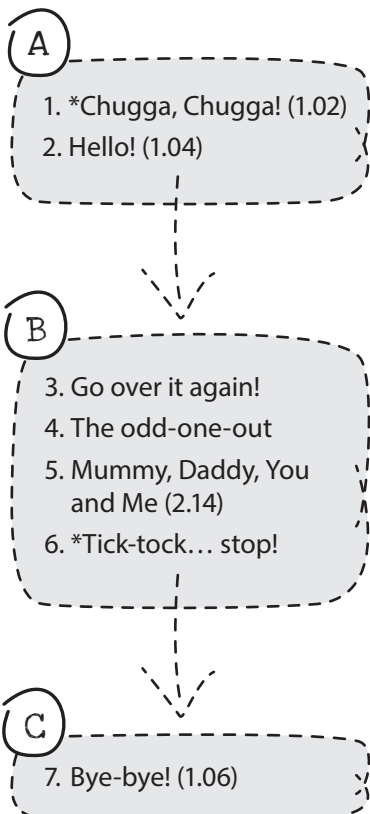 A
1. *Chugga, Chugga! (1.02)
2. Hello! (1.04)
B
3. Go over it again!
4. The odd-one-out
5. Mummy, Daddy, You
and Me (2.14)
6. *Tick-tock... stop!
C
7. Bye-bye! (1.06)